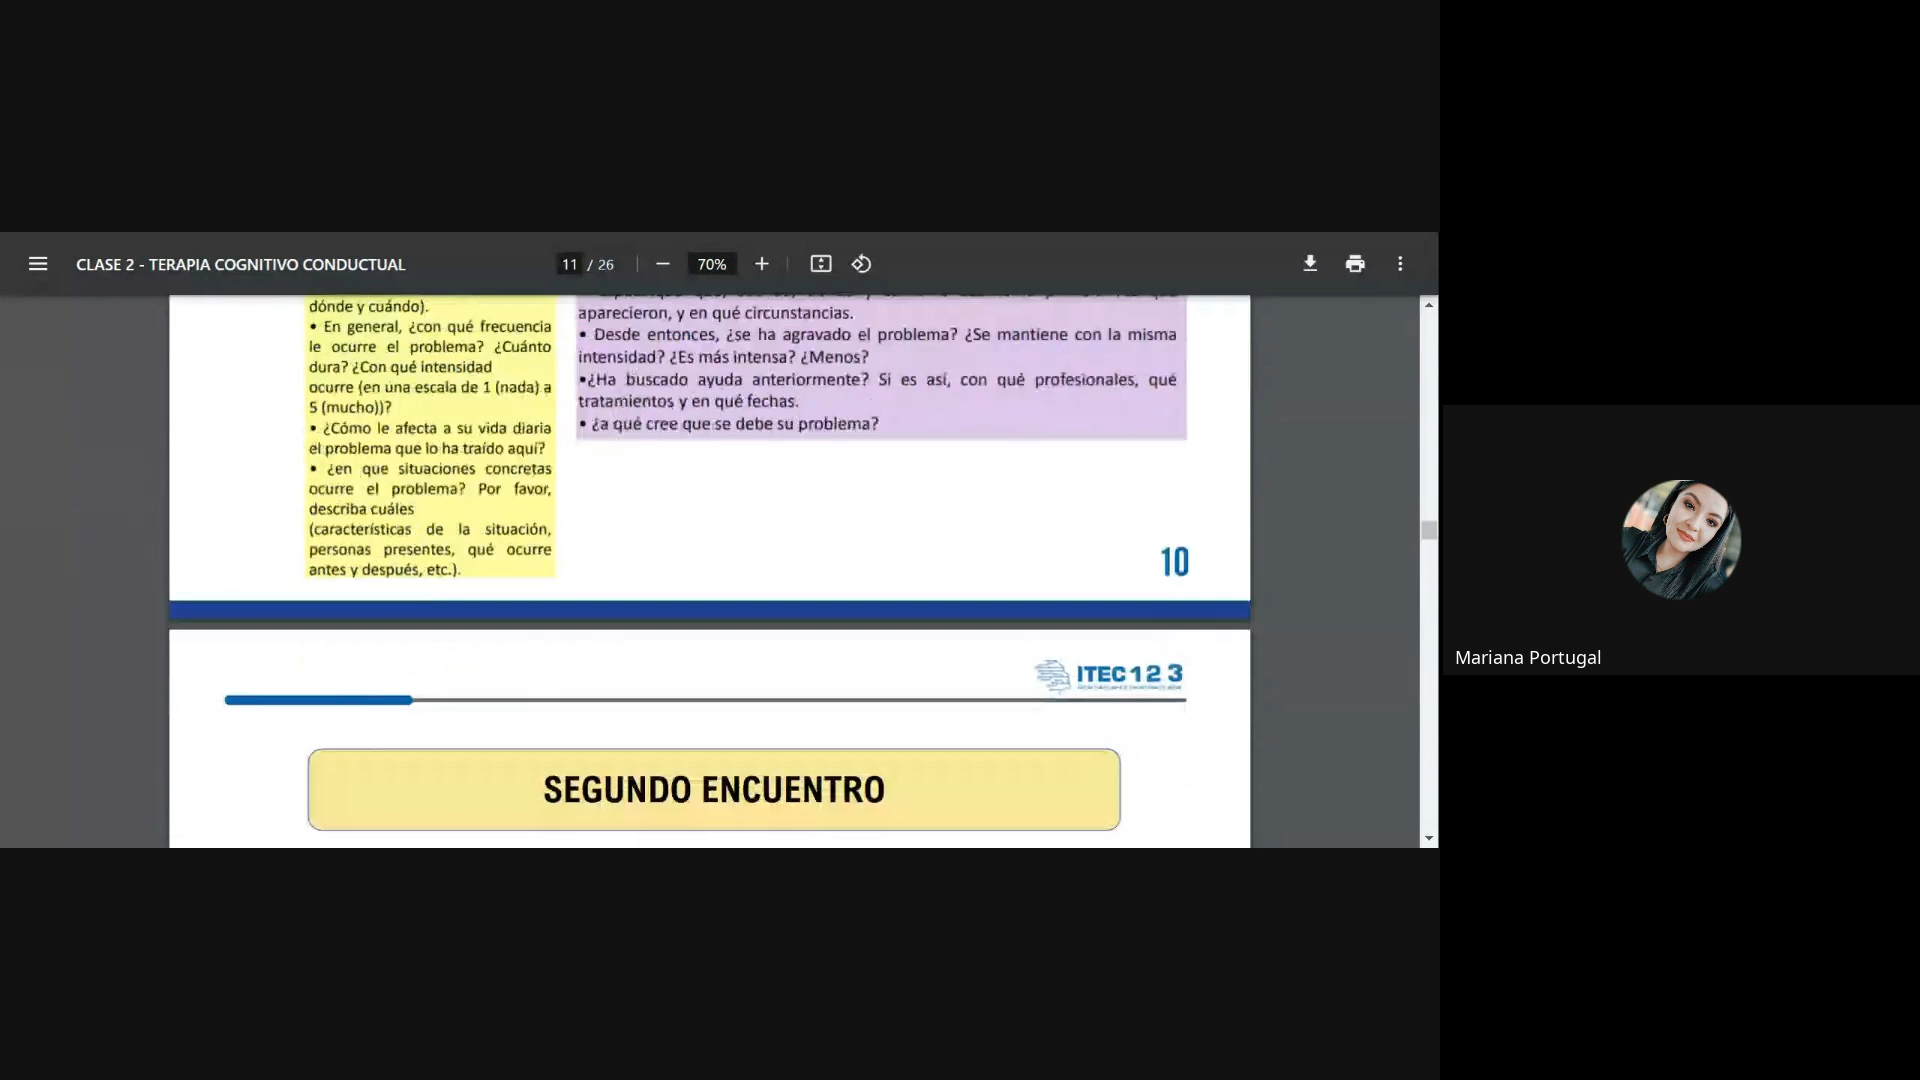 CLASE 2 - TERAPIA COGNITIVO CONDUCTUAL
11 / 26
70%
dónde y cuándo).
• En general, ¿con qué frecuencia
le ocurre el problema? ¿Cuánto
dura? ¿Con qué intensidad
ocurre (en una escala de 1 (nada) a
5 (mucho))?
• ¿Cómo le afecta a su vida diaria
el problema que lo ha traído aquí?
• ¿en que situaciones concretas
ocurre el problema? Por favor,
describa cuáles
(características de la situación,
personas presentes, qué ocurre
antes y después, etc.).
aparecieron, y en qué circunstancias.
• Desde entonces, ¿se ha agravado el problema? ¿Se mantiene con la misma
intensidad? ¿Es más intensa? ¿Menos?
•¿Ha buscado ayuda anteriormente? Si es así, con qué profesionales, qué
tratamientos y en qué fechas.
• ¿a qué cree que se debe su problema?
10
ITEC 1 2 3
SEGUNDO ENCUENTRO
Mariana Portugal